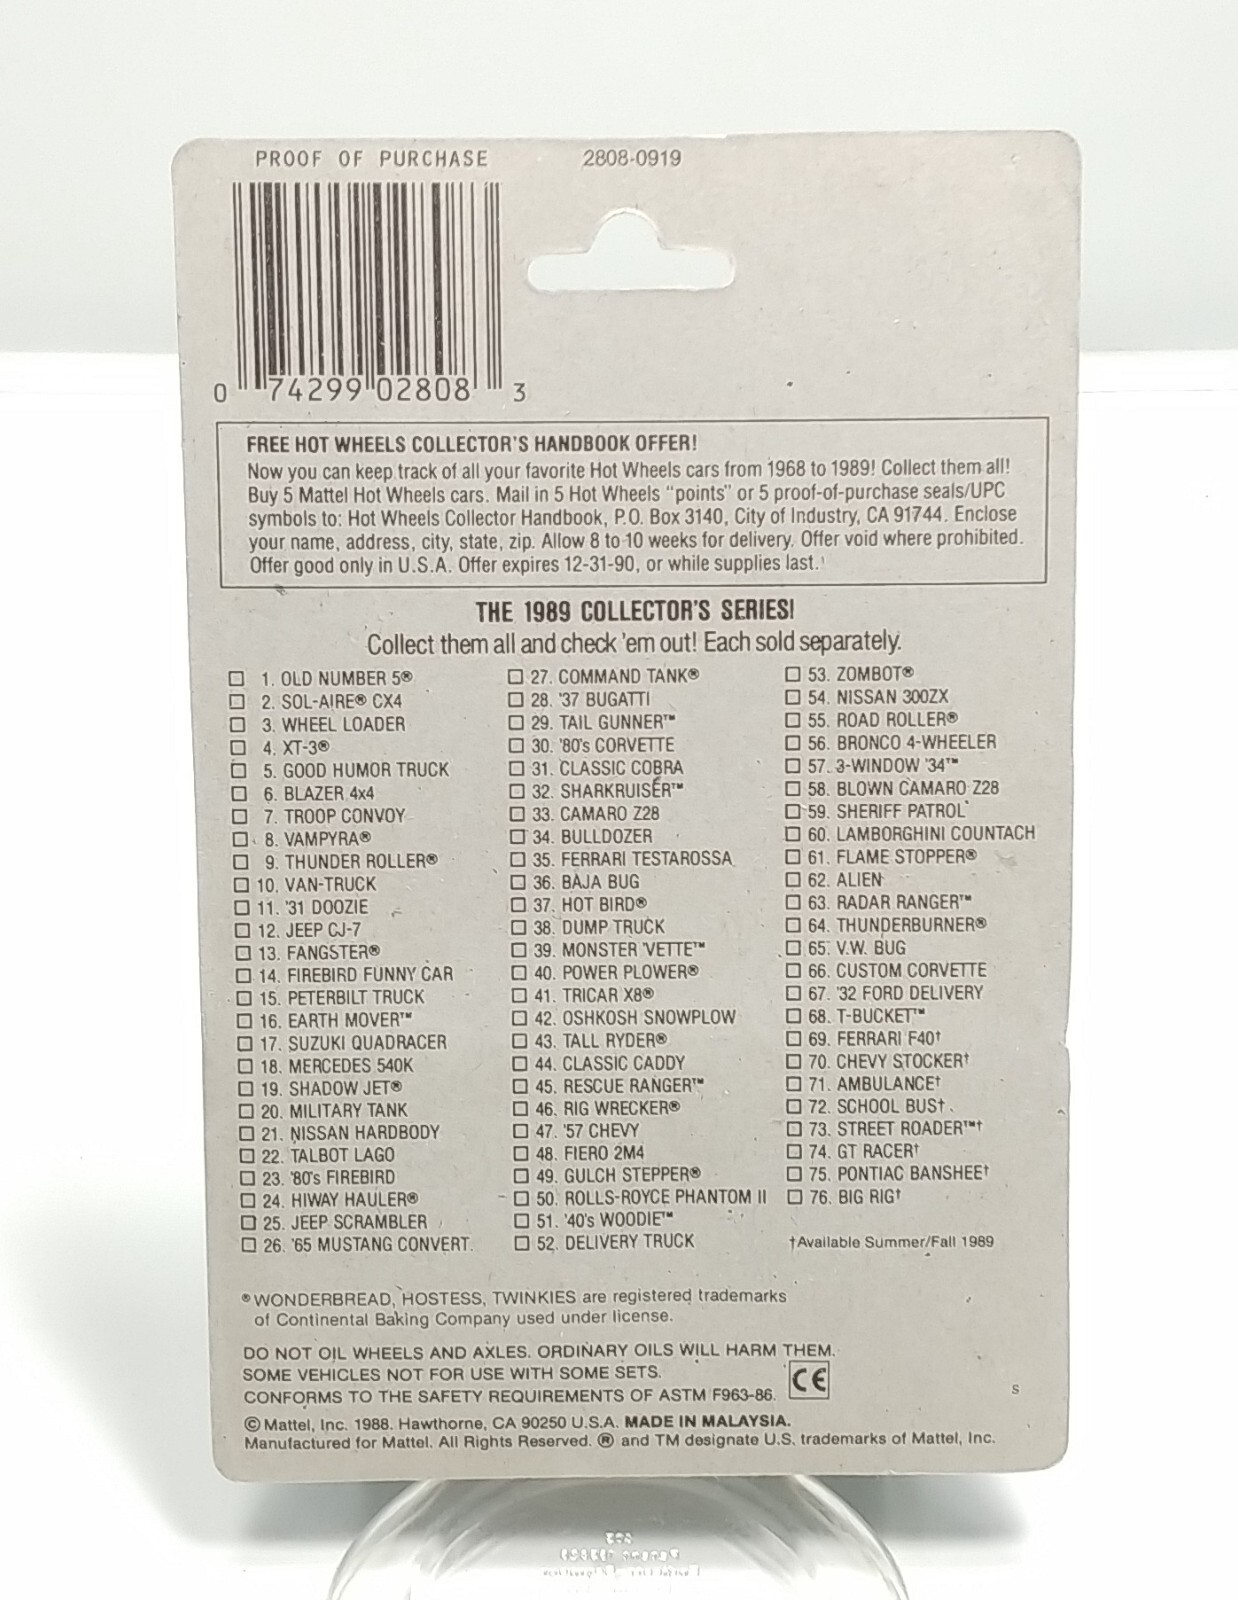 PROOF OF PURCHASE 2808-0919
0 74299 02808 3
FREE HOT WHEELS COLLECTOR'S HANDBOOK OFFER!
Now you can keep track of all your favorite Hot Wheels cars from 1968 to 1989! Collect them all!
Buy 5 Mattel Hot Wheels cars. Mail in 5 Hot Wheels "points" or 5 proof-of-purchase seals/UPC
symbols to: Hot Wheels Collector Handbook, P.O. Box 3140, City of Industry, CA 91744. Enclose
your name, address, city, state, zip. Allow 8 to 10 weeks for delivery. Offer void where prohibited.
Offer good only in U.S.A. Offer expires 12-31-90, or while supplies last.
THE 1989 COLLECTOR'S SERIES!
Collect them all and check 'em out! Each sold separately.
1. OLD NUMBER 5®
2. SOL-AIRE® CX4
3. WHEEL LOADER
4. XT-3®
5. GOOD HUMOR TRUCK
6. BLAZER 4x4
7. TROOP CONVOY
8. VAMPYRA®
9. THUNDER ROLLER®
10. VAN-TRUCK
11. '31 DOOZIE
12. JEEP CJ-7
13. FANGSTER®
14. FIREBIRD FUNNY CAR
15. PETERBILT TRUCK
16. EARTH MOVER™
17. SUZUKI QUADRACER
18. MERCEDES 540K
19. SHADOW JET®
20. MILITARY TANK
21. NISSAN HARDBODY
22. TALBOT LAGO
23. '80's FIREBIRD
24. HIWAY HAULER®
25. JEEP SCRAMBLER
26. '65 MUSTANG CONVERT.
27. COMMAND TANK®
28. '37 BUGATTI
29. TAIL GUNNER™
30. '80's CORVETTE
31. CLASSIC COBRA
32. SHARKRUISER™
33. CAMARO Z28
34. BULLDOZER
35. FERRARI TESTAROSSA
36. BAJA BUG
37. HOT BIRD®
38. DUMP TRUCK
39. MONSTER 'VETTE™
40. POWER PLOWER®
41. TRICAR X8®
42. OSHKOSH SNOWPLOW
43. TALL RYDER®
44. CLASSIC CADDY
45. RESCUE RANGER™
46. RIG WRECKER®
47. '57 CHEVY
48. FIERO 2M4
49. GULCH STEPPER®
50. ROLLS-ROYCE PHANTOM II
51. '40's WOODIE™
52. DELIVERY TRUCK
53. ZOMBOT®
54. NISSAN 300ZX
55. ROAD ROLLER®
56. BRONCO 4-WHEELER
57. 3-WINDOW '34™
58. BLOWN CAMARO Z28
59. SHERIFF PATROL
60. LAMBORGHINI COUNTACH
61. FLAME STOPPER®
62. ALIEN
63. RADAR RANGER™
64. THUNDERBURNER®
65. V.W. BUG
66. CUSTOM CORVETTE
67. '32 FORD DELIVERY
68. T-BUCKET™
69. FERRARI F40†
70. CHEVY STOCKER†
71. AMBULANCE†
72. SCHOOL BUS†
73. STREET ROADER™†
74. GT RACER†
75. PONTIAC BANSHEE†
76. BIG RIG†
†Available Summer/Fall 1989
®WONDERBREAD, HOSTESS, TWINKIES are registered trademarks
of Continental Baking Company used under license.
DO NOT OIL WHEELS AND AXLES. ORDINARY OILS WILL HARM THEM.
SOME VEHICLES NOT FOR USE WITH SOME SETS.
CONFORMS TO THE SAFETY REQUIREMENTS OF ASTM F963-86. CE
S
© Mattel, Inc. 1988. Hawthorne, CA 90250 U.S.A. MADE IN MALAYSIA.
Manufactured for Mattel. All Rights Reserved. ® and TM designate U.S. trademarks of Mattel, Inc.